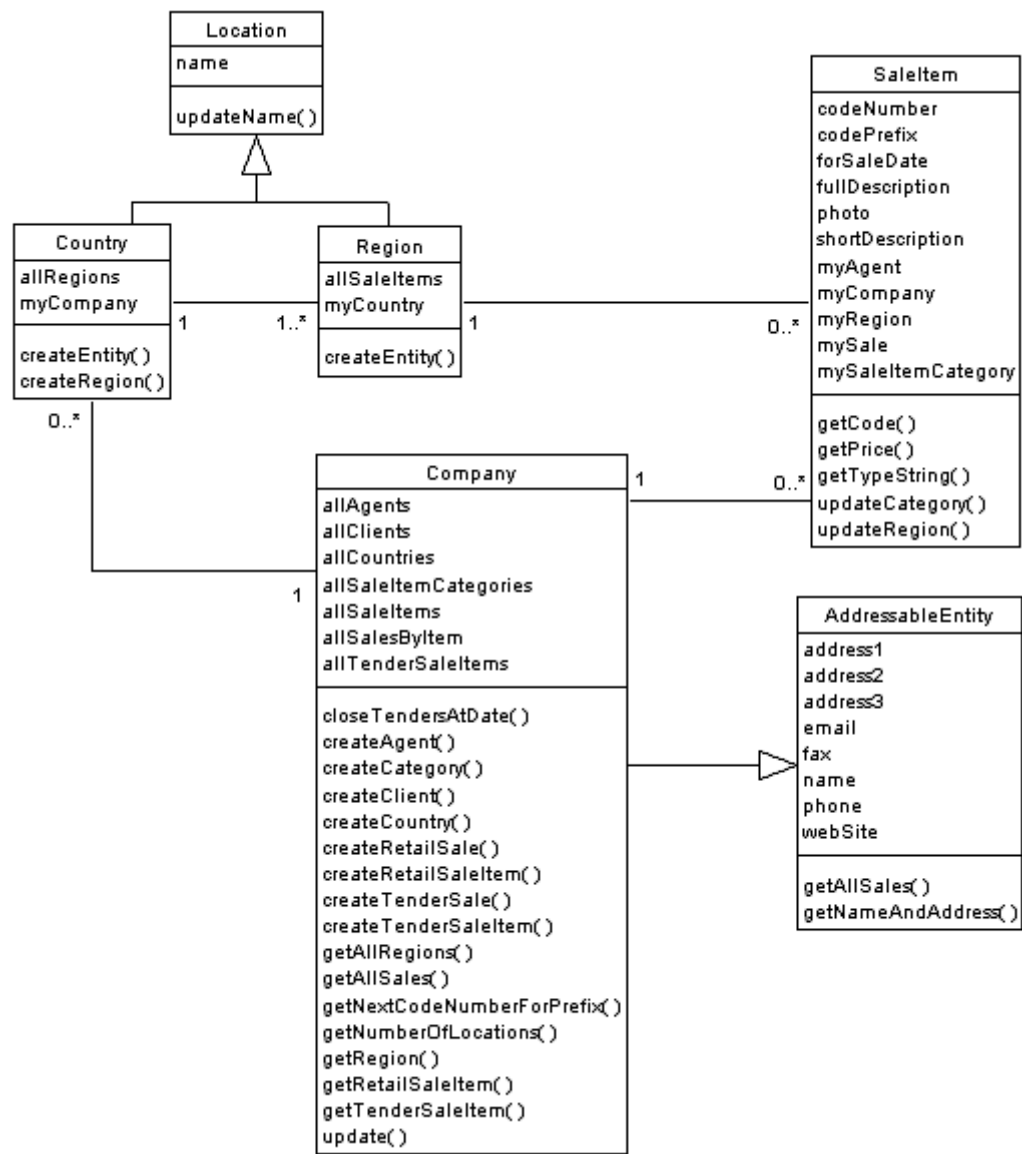 Location
name
updateName( )
SaleItem
codeNumber
codePrefix
forSaleDate
fullDescription
photo
shortDescription
myAgent
myCompany
myRegion
mySale
mySaleItemCategory
getCode( )
getPrice( )
getTypeString( )
updateCategory( )
updateRegion( )
Country
allRegions
myCompany
createEntity( )
createRegion( )
Region
allSaleItems
myCountry
createEntity( )
1
1..*
1
0..*
0..*
1
1
0..*
Company
allAgents
allClients
allCountries
allSaleItemCategories
allSaleItems
allSalesByItem
allTenderSaleItems
closeTendersAtDate( )
createAgent( )
createCategory( )
createClient( )
createCountry( )
createRetailSale( )
createRetailSaleItem( )
createTenderSale( )
createTenderSaleItem( )
getAllRegions( )
getAllSales( )
getNextCodeNumberForPrefix( )
getNumberOfLocations( )
getRegion( )
getRetailSaleItem( )
getTenderSaleItem( )
update( )
AddressableEntity
address1
address2
address3
email
fax
name
phone
webSite
getAllSales( )
getNameAndAddress( )